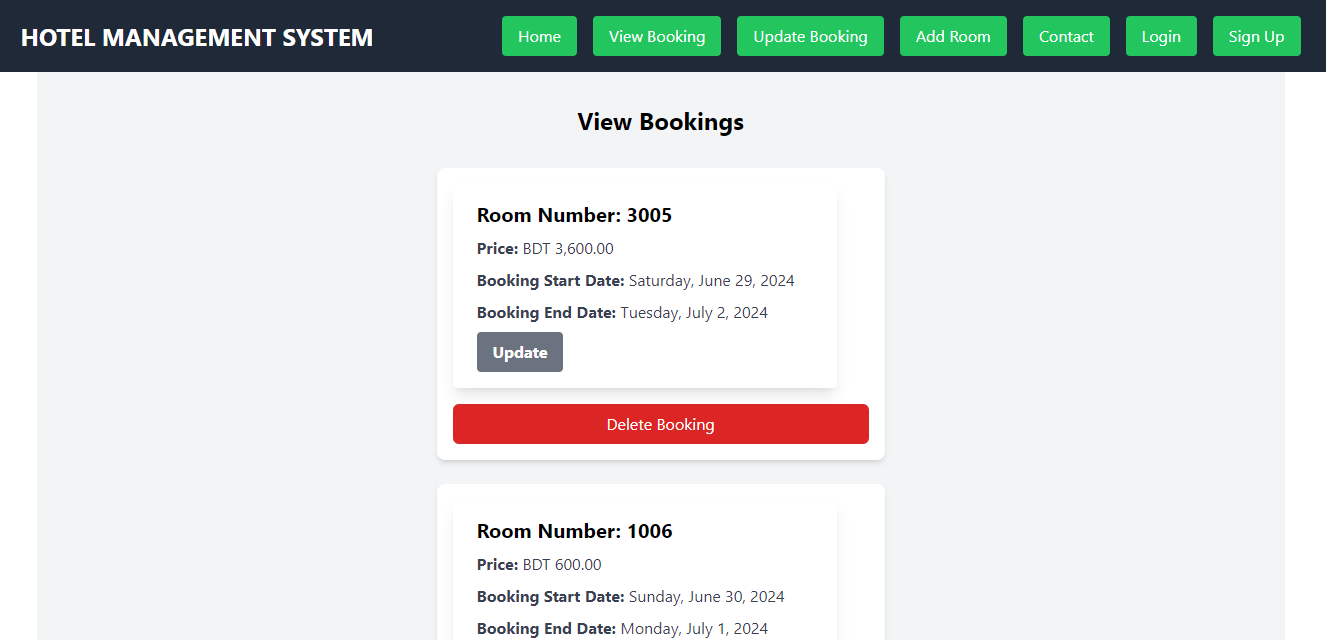 HOTEL MANAGEMENT SYSTEM Home View Booking Update Booking Add Room Contact Login Sign Up
View Bookings
Room Number: 3005
Price: BDT 3,600.00
Booking Start Date: Saturday, June 29, 2024
Booking End Date: Tuesday, July 2, 2024
Update
Delete Booking
Room Number: 1006
Price: BDT 600.00
Booking Start Date: Sunday, June 30, 2024
Booking End Date: Monday, July 1, 2024